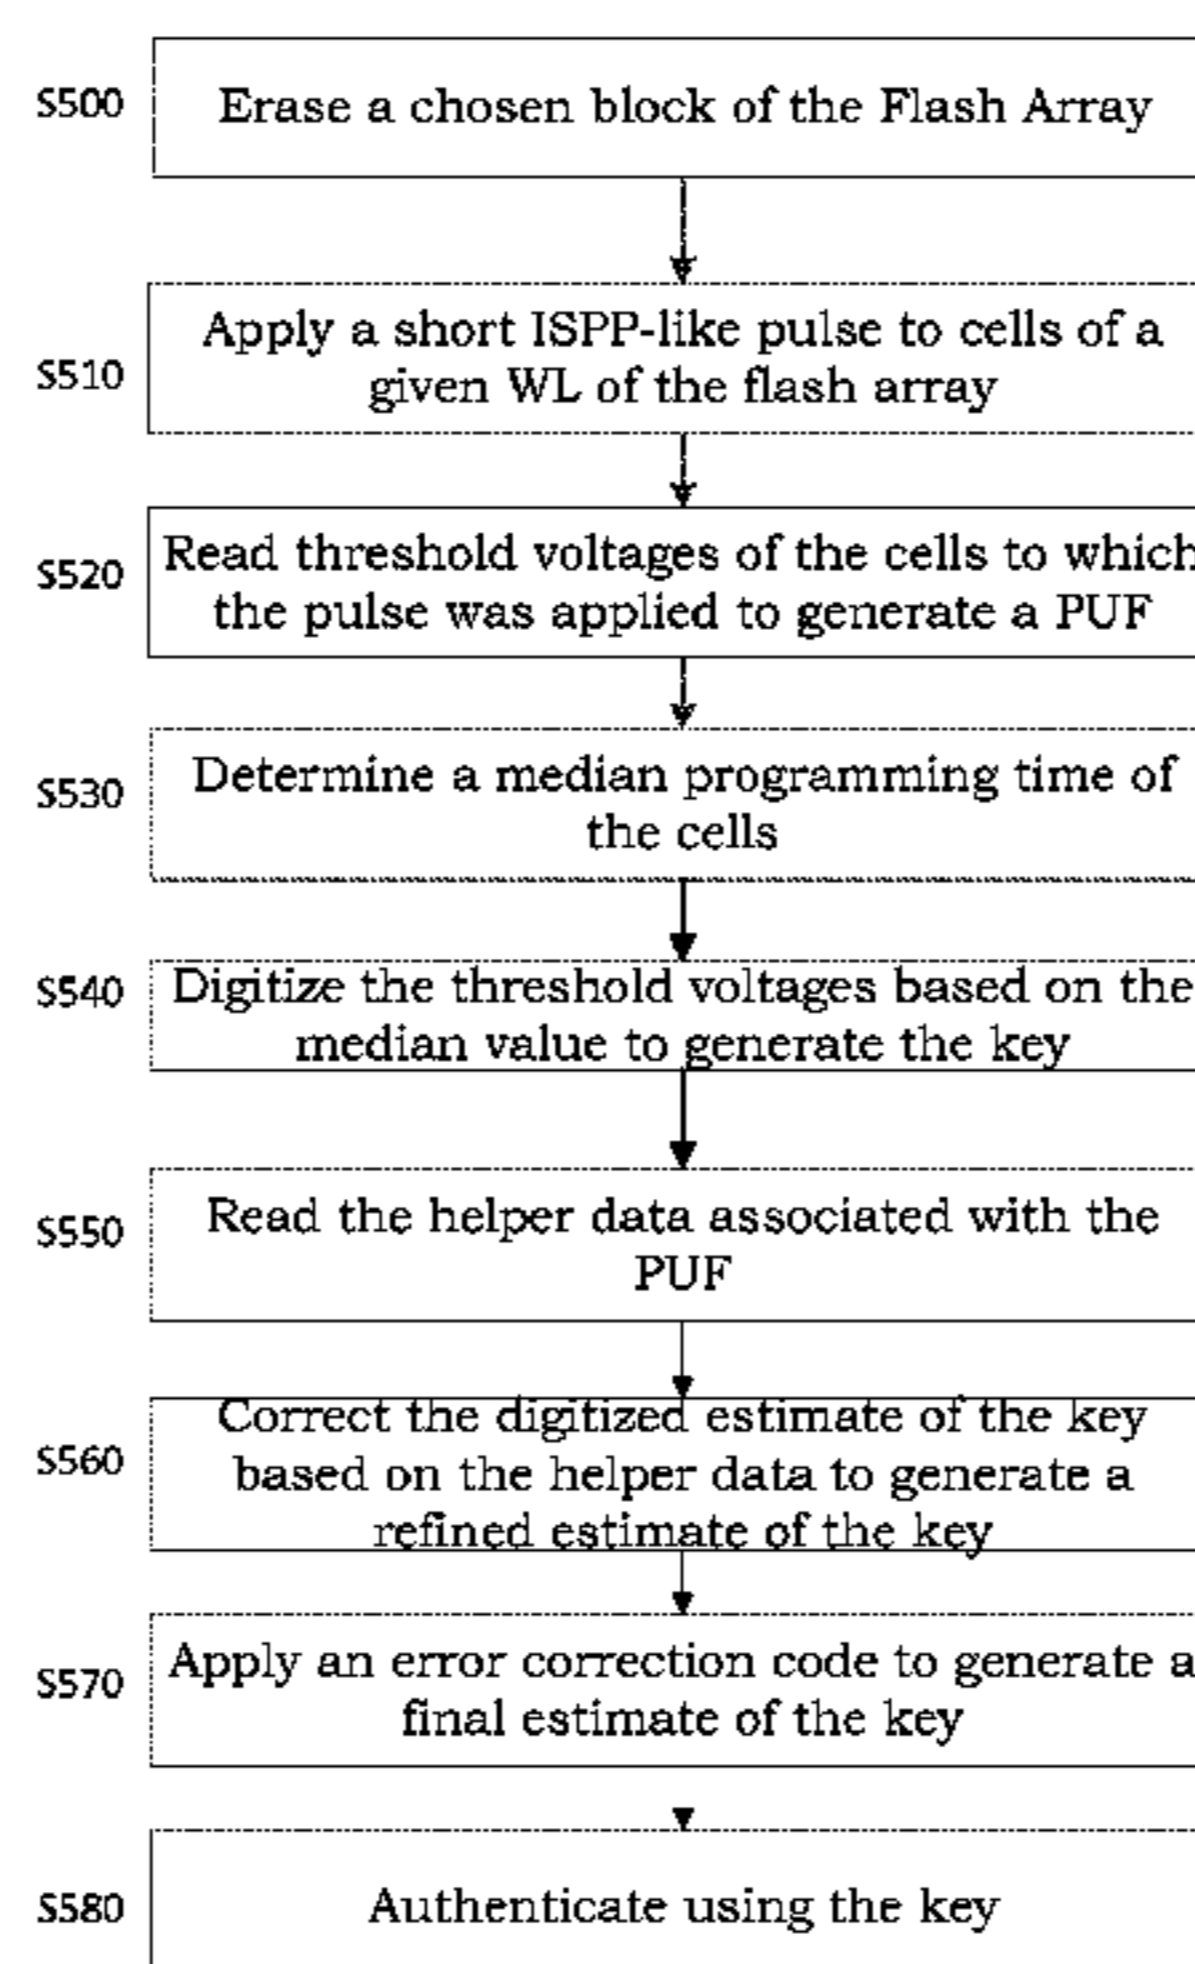 S500
Erase a chosen block of the Flash Array
S510
Apply a short ISPP-like pulse to cells of a
given WL of the flash array
S520
Read threshold voltages of the cells to which
the pulse was applied to generate a PUF
S530
Determine a median programming time of
the cells
S540
Digitize the threshold voltages based on the
median value to generate the key
S550
Read the helper data associated with the
PUF
S560
Correct the digitized estimate of the key
based on the helper data to generate a
refined estimate of the key
S570
Apply an error correction code to generate a
final estimate of the key
S580
Authenticate using the key